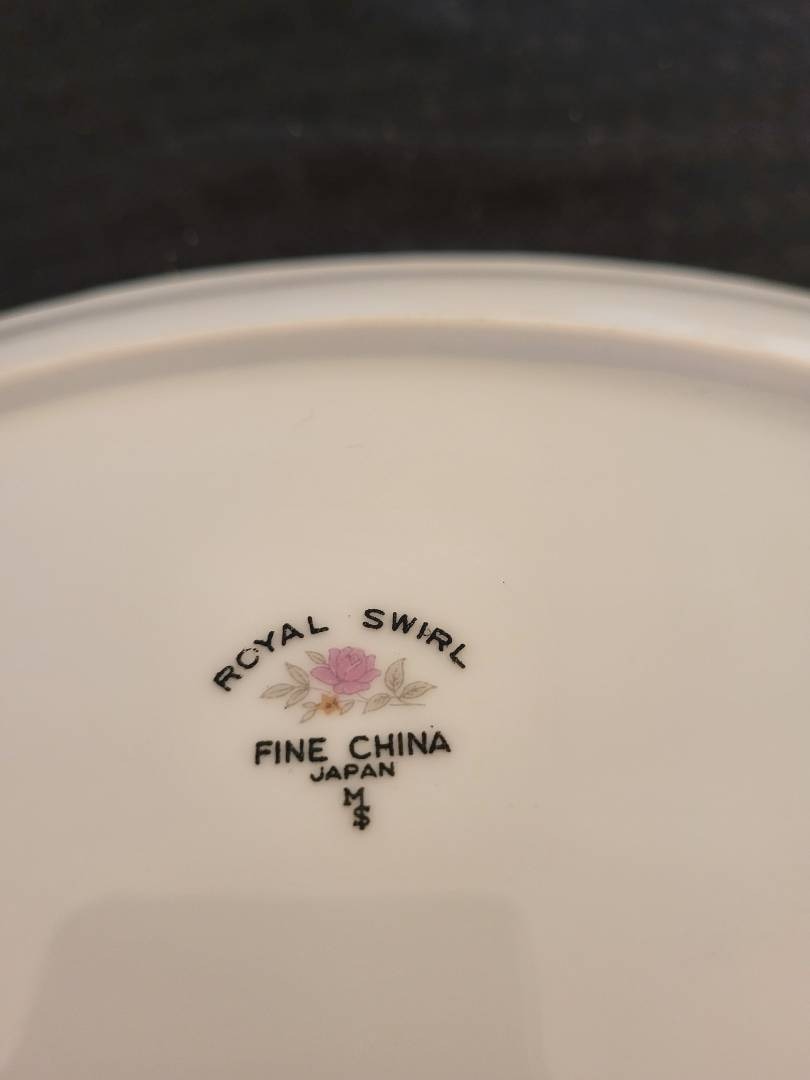 ROYAL SWIRL
FINE CHINA
JAPAN
M
$